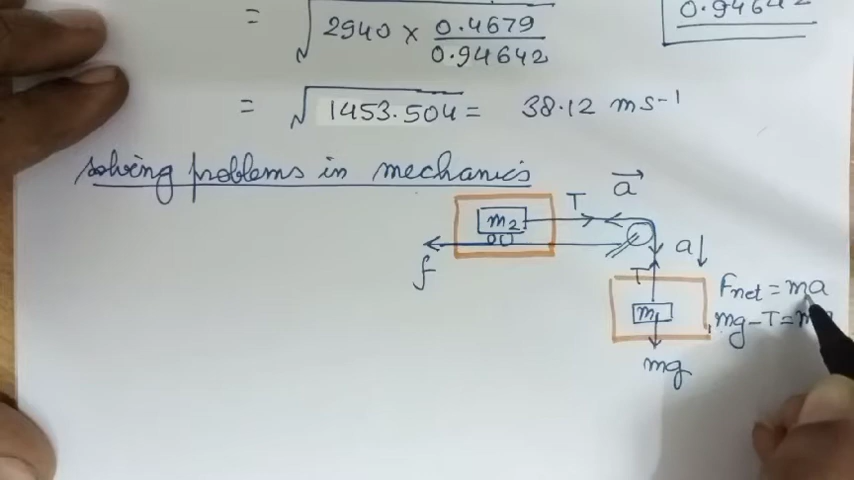 = √2940 × 0.4679 / 0.94642
0.94642
= √1453.504 = 38.12 ms-1
solving problems in mechanics
T a
m2
a
f
T
Fnet = ma
m1
mg - T = m
mg